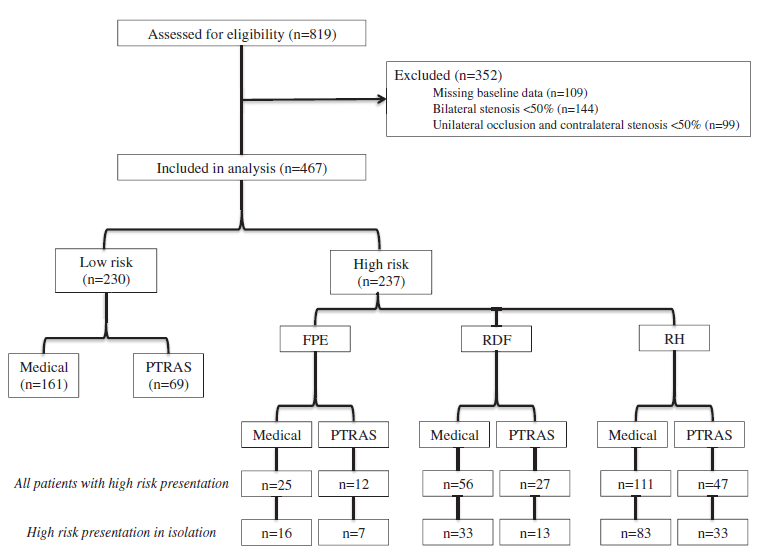 Assessed for eligibility (n=819)
Excluded (n=352)
Missing baseline data (n=109)
Bilateral stenosis <50% (n=144)
Unilateral occlusion and contralateral stenosis <50% (n=99)
Included in analysis (n=467)
Low risk
(n=230)
High risk
(n=237)
Medical
(n=161)
PTRAS
(n=69)
FPE
RDF
RH
Medical
PTRAS
Medical
PTRAS
Medical
PTRAS
All patients with high risk presentation
n=25
n=12
n=56
n=27
n=111
n=47
High risk presentation in isolation
n=16
n=7
n=33
n=13
n=83
n=33